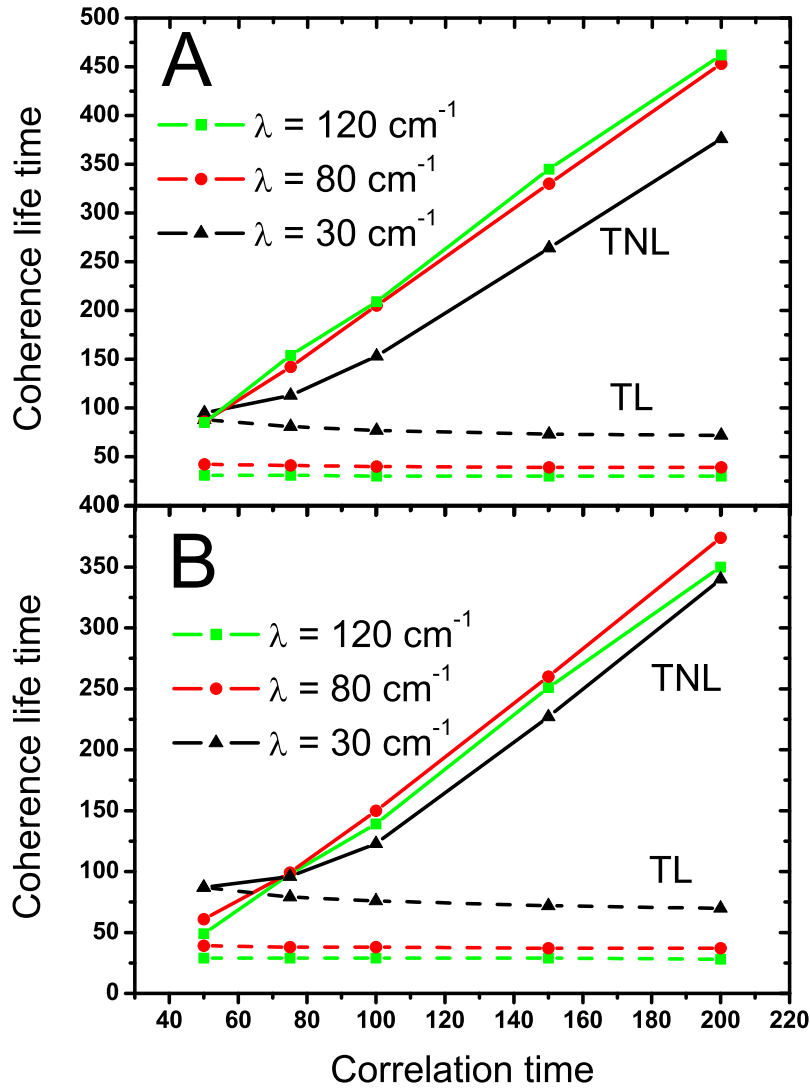 500
A
450
400
λ = 120 cm-1
350
λ = 80 cm-1
300
λ = 30 cm-1
250
TNL
200
150
100
TL
50
400
Coherence life time
B
350
λ = 120 cm-1
300
λ = 80 cm-1
TNL
250
λ = 30 cm-1
200
150
100
TL
50
0
Coherence life time
40 60 80 100 120 140 160 180 200 220
Correlation time